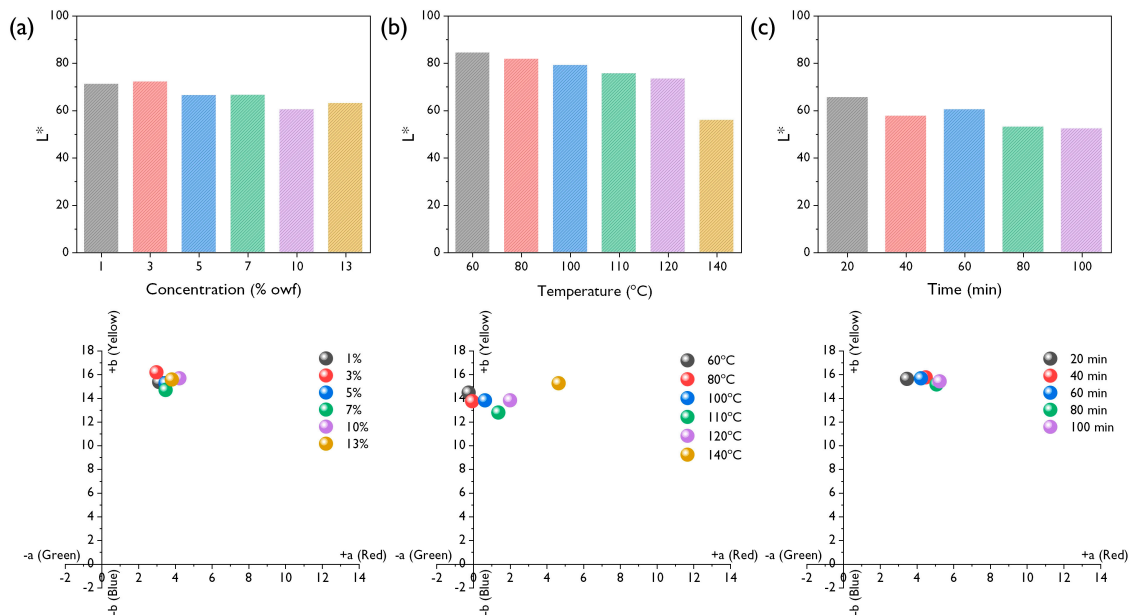 (a)
100
80
60
40
20
0
L*
1 3 5 7 10 13
Concentration (% owf)
(b)
100
80
60
40
20
0
L*
60 80 100 110 120 140
Temperature (°C)
(c)
100
80
60
40
20
0
L*
20 40 60 80 100
Time (min)
+b (Yellow)
18
16
14
12
10
8
6
4
2
0
-2
1%
3%
5%
7%
10%
13%
-a (Green)
+a (Red)
-2 0 2 4 6 8 10 12 14
-b (Blue)
+b (Yellow)
18
16
14
12
10
8
6
4
2
0
-2
60°C
80°C
100°C
110°C
120°C
140°C
-a (Green)
+a (Red)
-2 0 2 4 6 8 10 12 14
-b (Blue)
+b (Yellow)
18
16
14
12
10
8
6
4
2
0
-2
20 min
40 min
60 min
80 min
100 min
-a (Green)
+a (Red)
-2 0 2 4 6 8 10 12 14
-b (Blue)